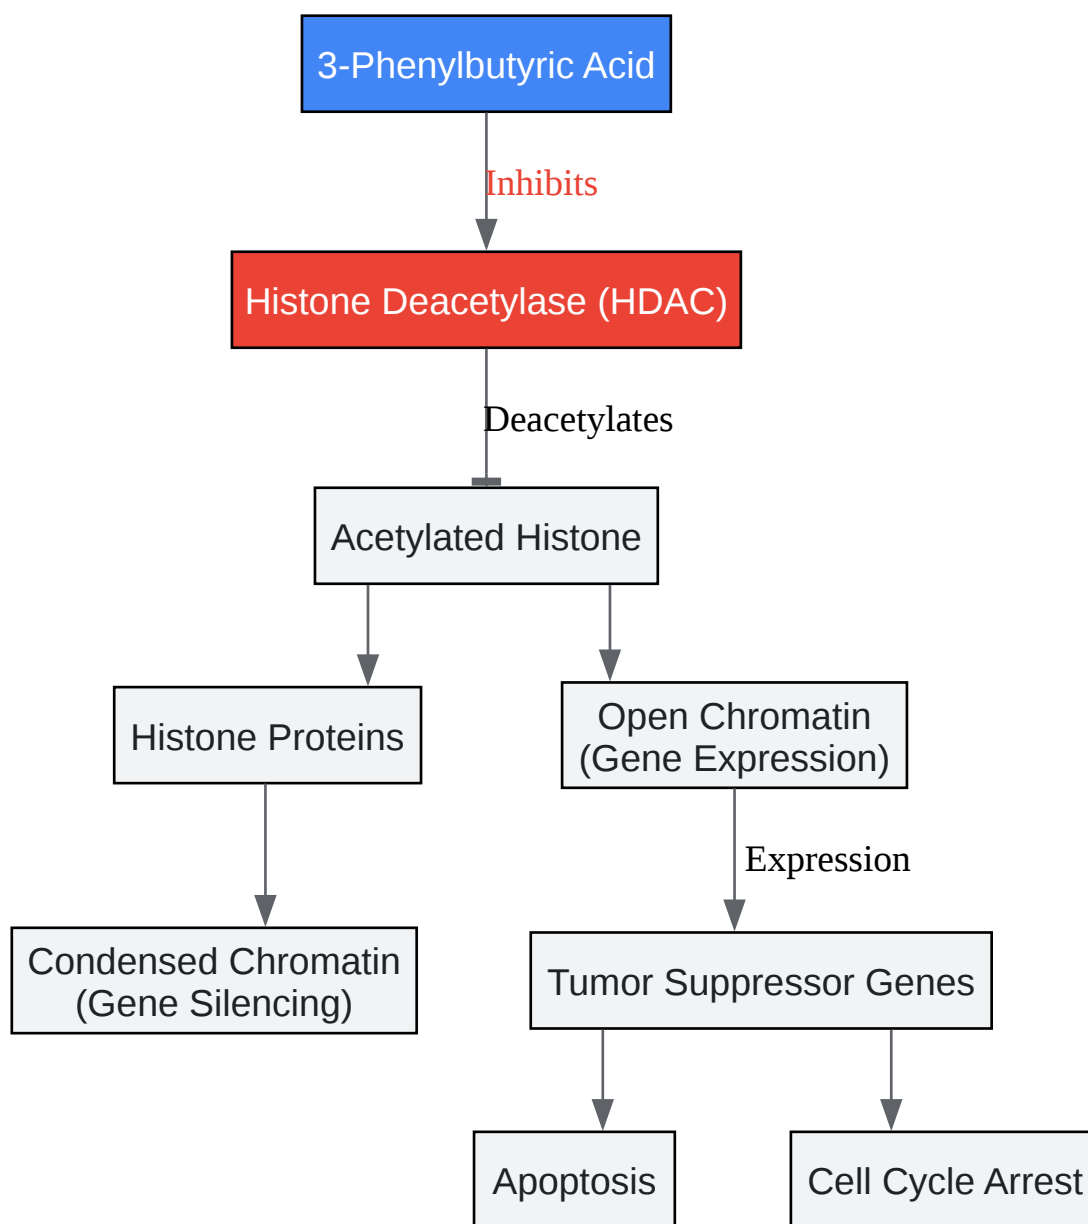 3-Phenylbutyric Acid
Inhibits
Histone Deacetylase (HDAC)
Deacetylates
Acetylated Histone
Histone Proteins
Open Chromatin
(Gene Expression)
Expression
Condensed Chromatin
(Gene Silencing)
Tumor Suppressor Genes
Apoptosis
Cell Cycle Arrest